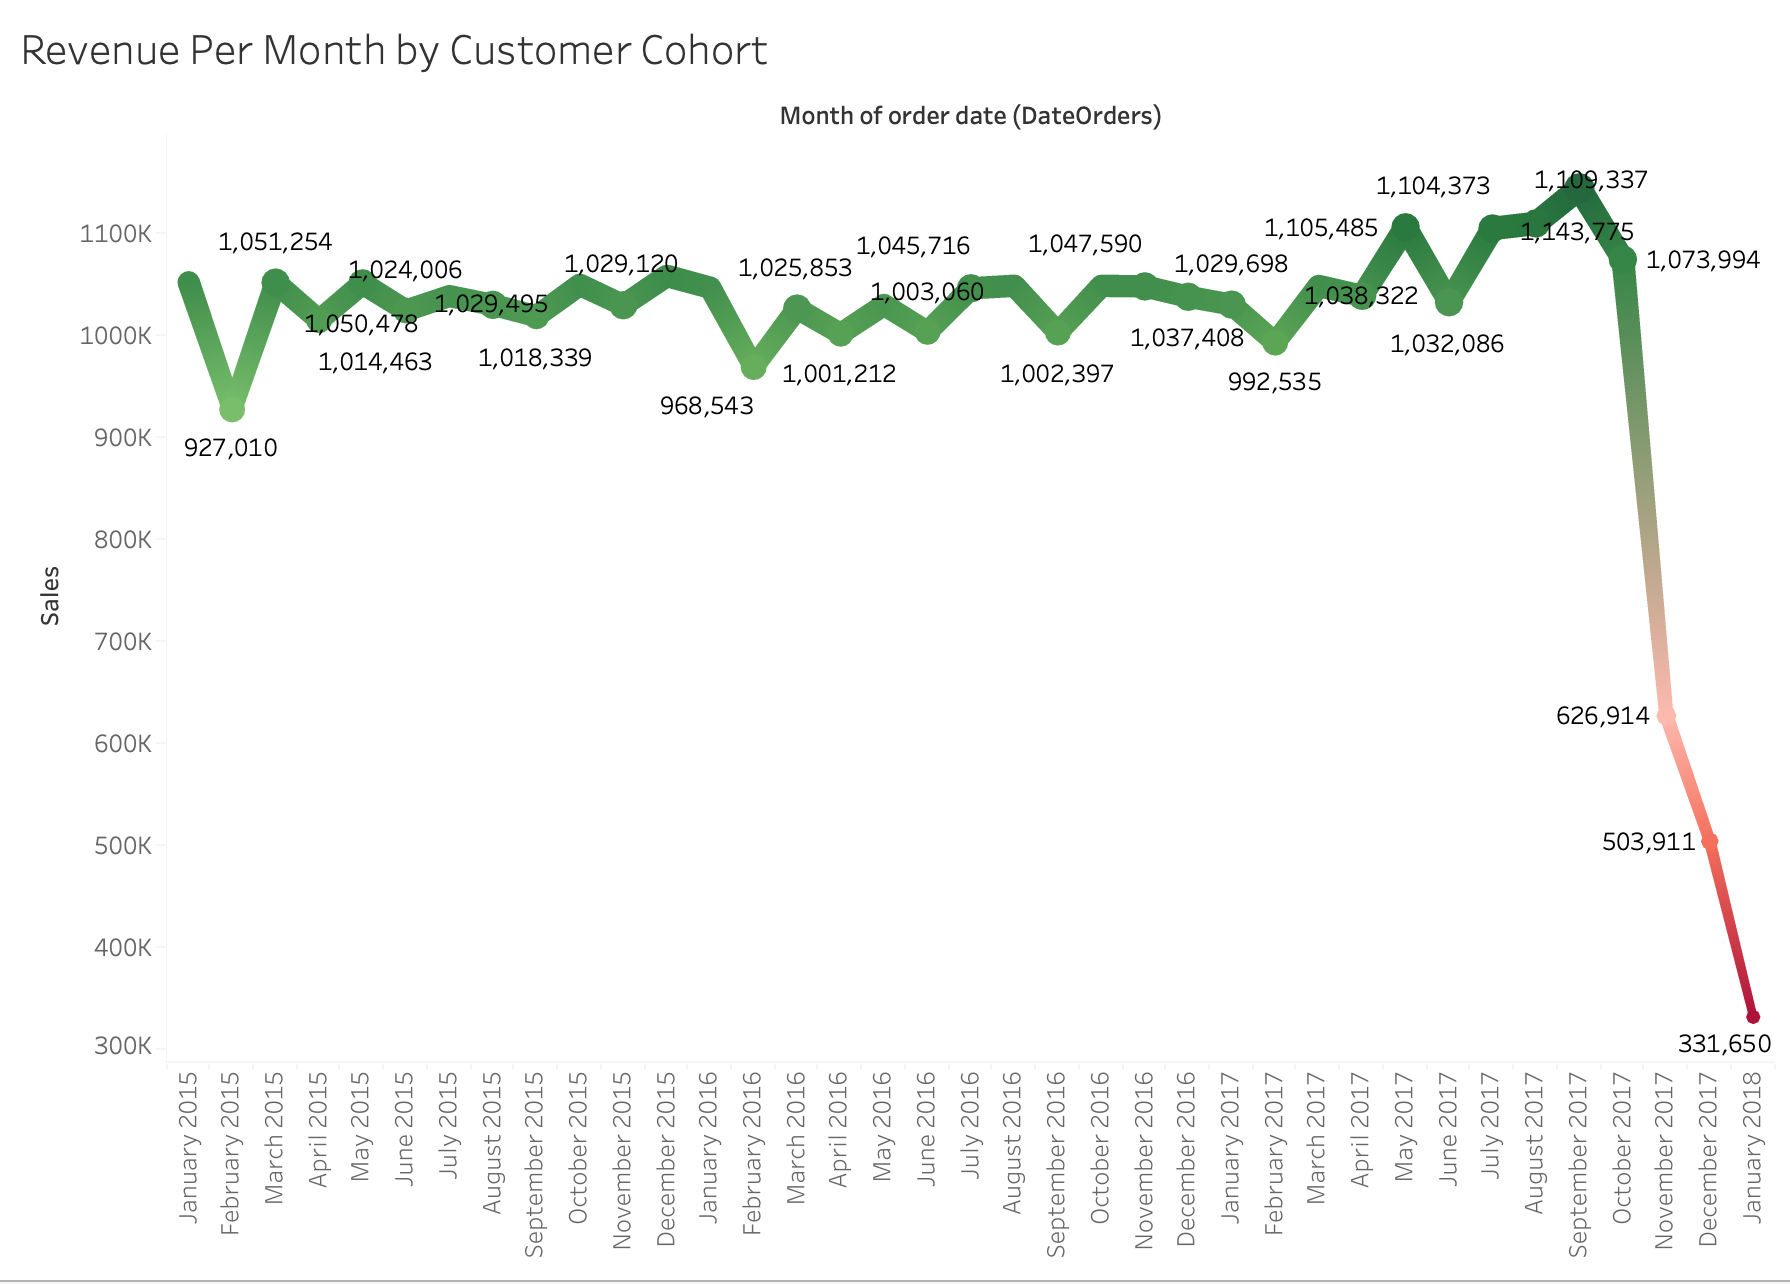 Revenue Per Month by Customer Cohort
Month of order date (DateOrders)
1,104,373
1,109,337
1,105,485
1,143,775
1100K
1,051,254
1,045,716
1,047,590
1,073,994
1,024,006
1,029,120
1,025,853
1,029,698
1,029,495
1,003,060
1,038,322
1,050,478
1000K
1,014,463
1,018,339
1,037,408
1,032,086
968,543
1,001,212
1,002,397
992,535
900K
927,010
800K
Sales
700K
600K
626,914
500K
503,911
400K
300K
331,650
January 2015
February 2015
March 2015
April 2015
May 2015
June 2015
July 2015
August 2015
September 2015
October 2015
November 2015
December 2015
January 2016
February 2016
March 2016
April 2016
May 2016
June 2016
July 2016
August 2016
September 2016
October 2016
November 2016
December 2016
January 2017
February 2017
March 2017
April 2017
May 2017
June 2017
July 2017
August 2017
September 2017
October 2017
November 2017
December 2017
January 2018